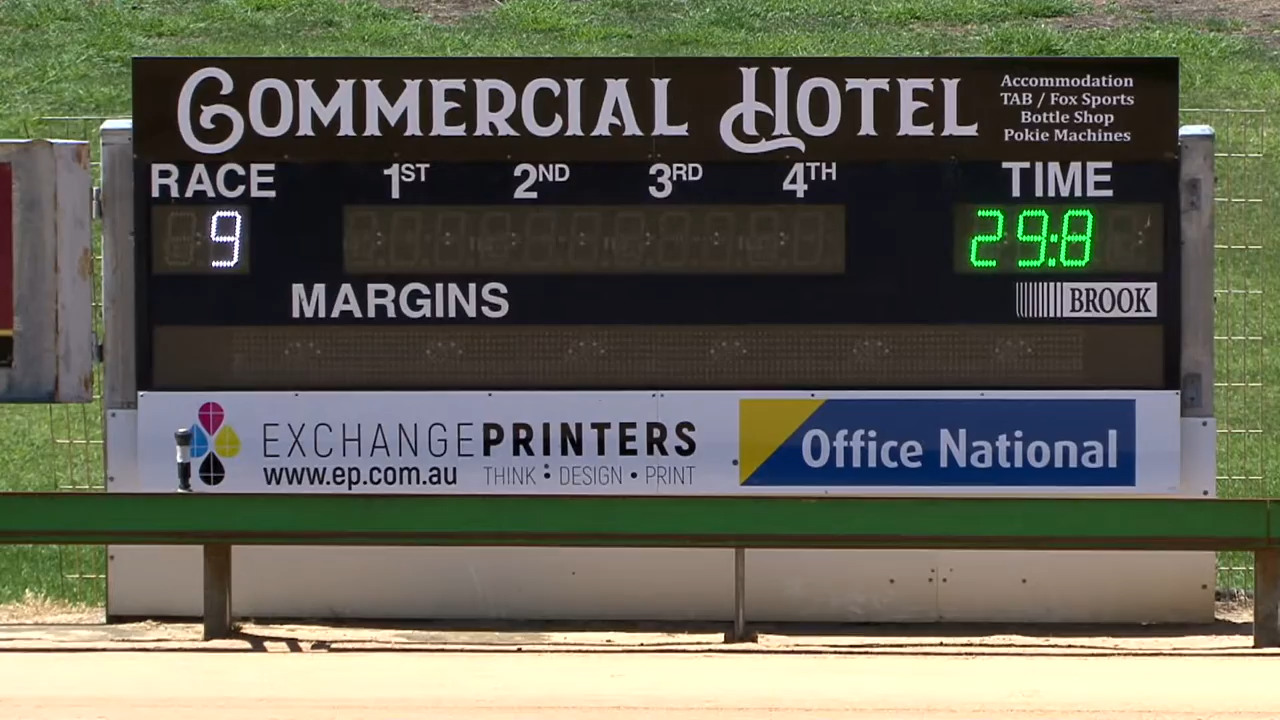 COMMERCIAL HOTEL
Accommodation
TAB / Fox Sports
Bottle Shop
Pokie Machines
RACE 1ST 2ND 3RD 4TH TIME
9 29:8
MARGINS
BROOK
EXCHANGEPRINTERS
www.ep.com.au THINK : DESIGN • PRINT
Office National